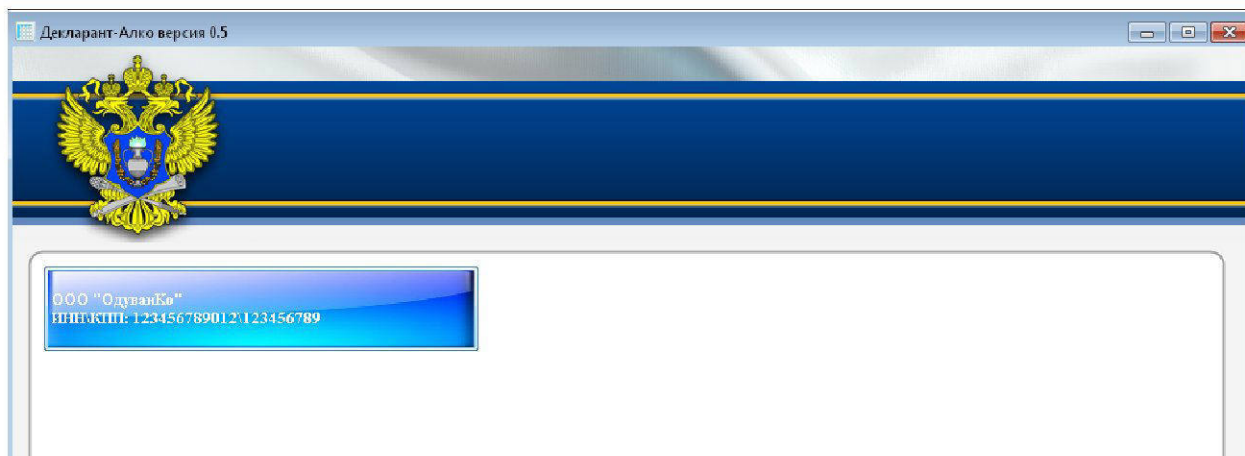 Декларант-Алко версия 0.5
ООО "ОдуванКо"
ИНН\КПП: 123456789012\123456789